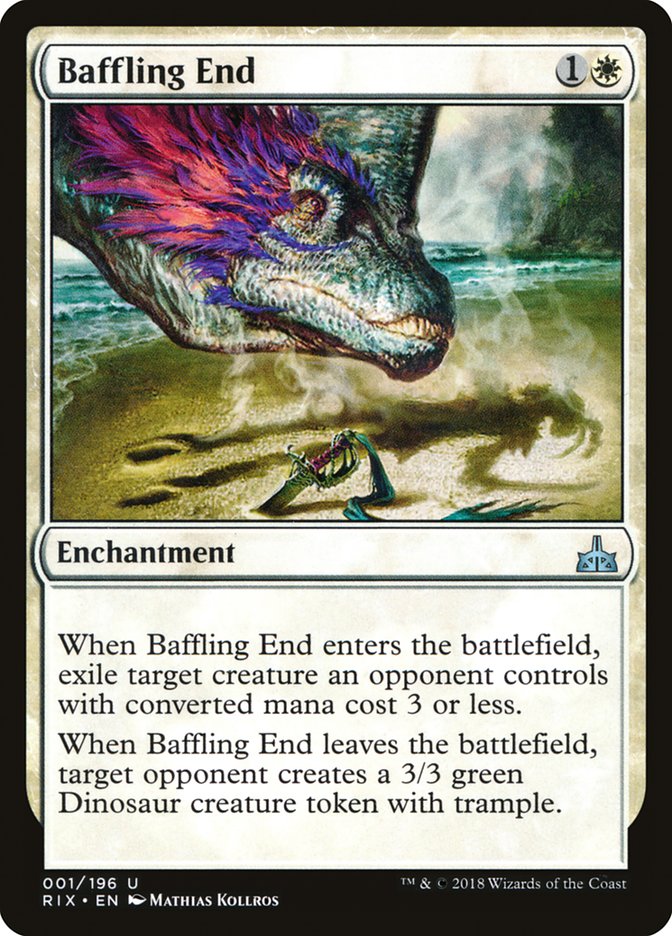 Baffling End 1
Enchantment
When Baffling End enters the battlefield,
exile target creature an opponent controls
with converted mana cost 3 or less.
When Baffling End leaves the battlefield,
target opponent creates a 3/3 green
Dinosaur creature token with trample.
001/196 U
RIX • EN Mathias Kollros
™ & © 2018 Wizards of the Coast